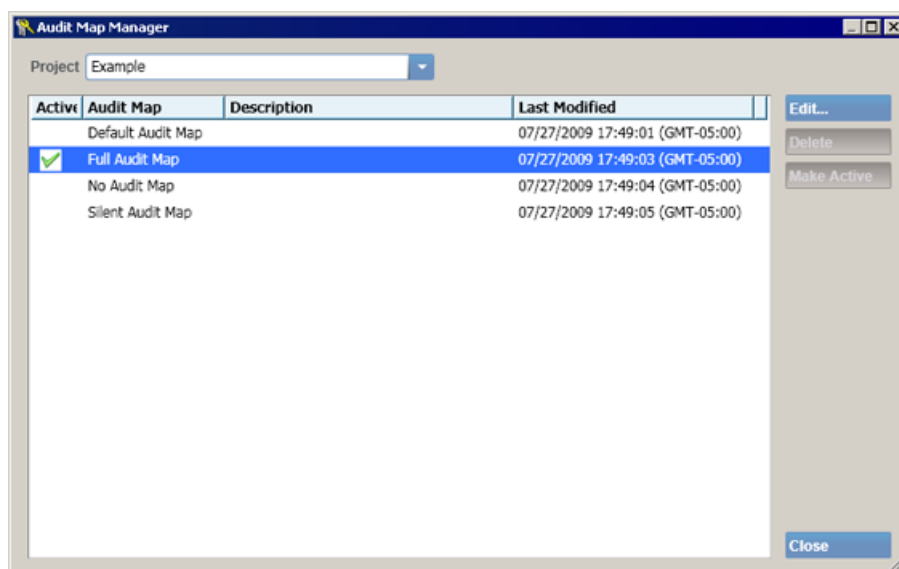 Audit Map Manager
Project Example
Active Audit Map Description Last Modified
Default Audit Map 07/27/2009 17:49:01 (GMT-05:00)
Full Audit Map 07/27/2009 17:49:03 (GMT-05:00)
No Audit Map 07/27/2009 17:49:04 (GMT-05:00)
Silent Audit Map 07/27/2009 17:49:05 (GMT-05:00)
Edit...
Delete
Make Active
Close